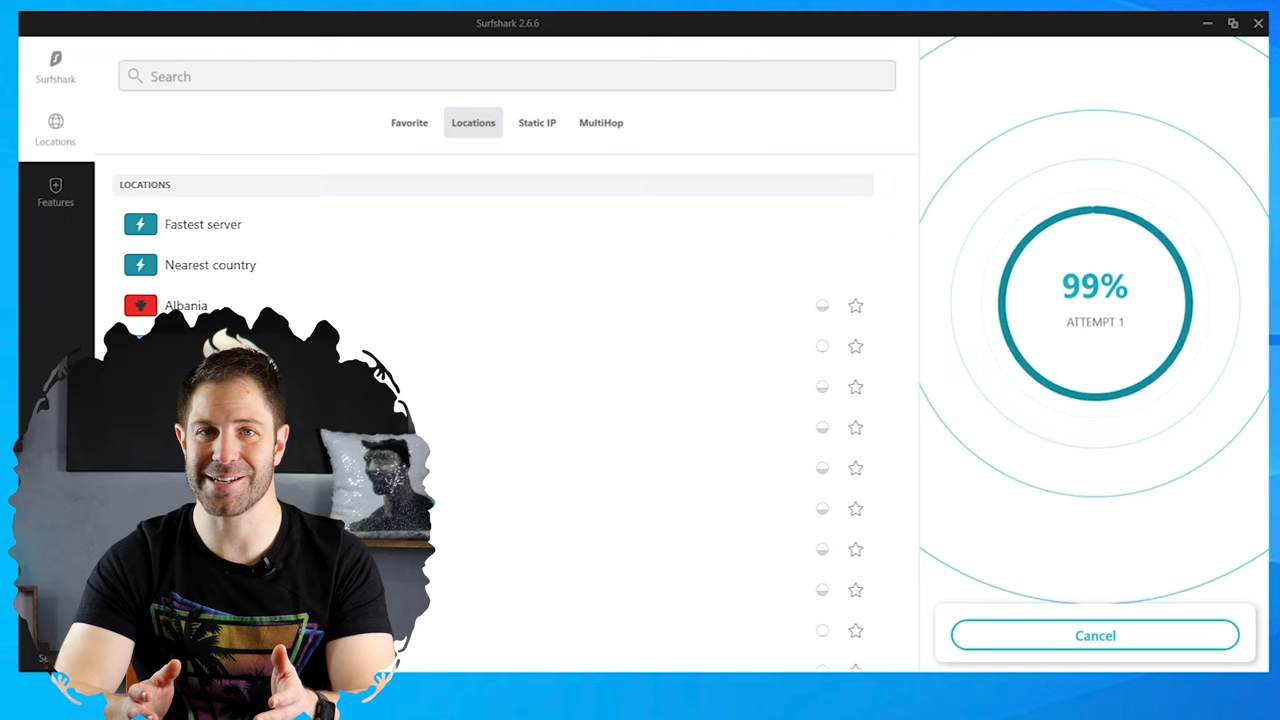 Surfshark 2.6.6
Surfshark
Search
Locations
Favorite
Locations
Static IP
MultiHop
LOCATIONS
Features
Fastest server
Nearest country
Albania
99%
ATTEMPT 1
Cancel